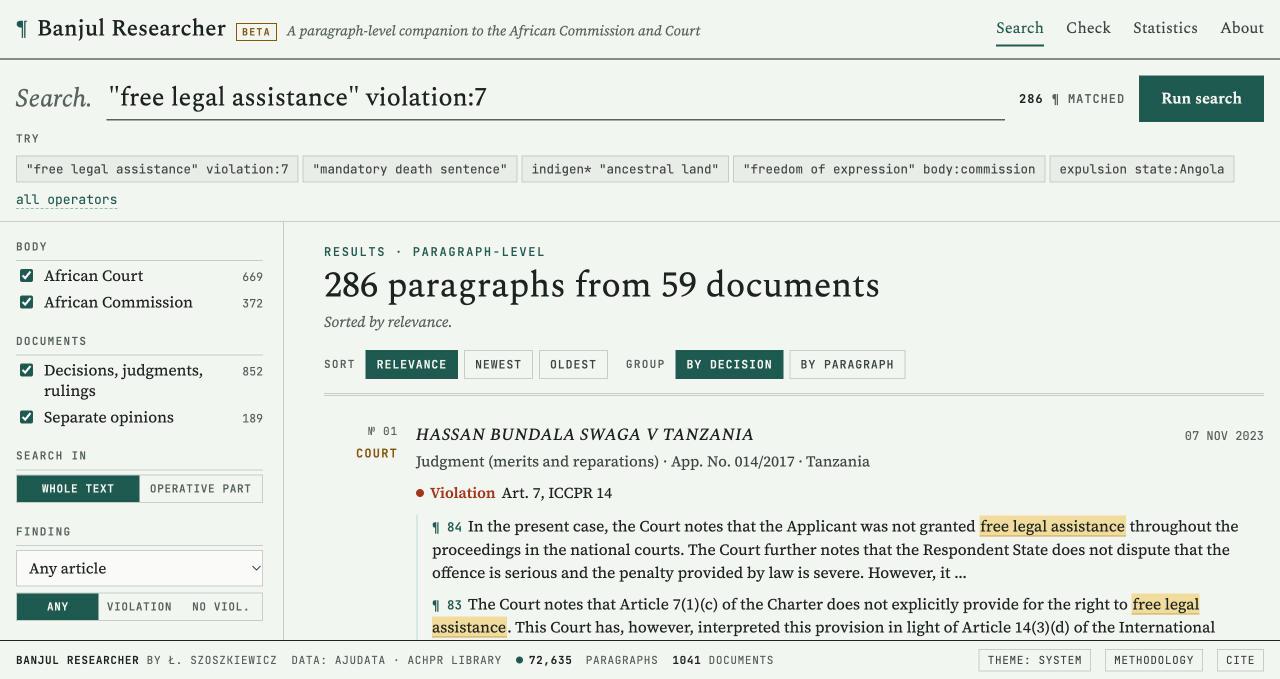 ¶ Banjul Researcher BETA A paragraph-level companion to the African Commission and Court Search Check Statistics About
Search. "free legal assistance" violation:7 286 ¶ MATCHED Run search
TRY
"free legal assistance" violation:7 "mandatory death sentence" indigen* "ancestral land" "freedom of expression" body:commission expulsion state:Angola
all operators
BODY
African Court 669
African Commission 372
DOCUMENTS
Decisions, judgments, 852
rulings
Separate opinions 189
SEARCH IN
WHOLE TEXT OPERATIVE PART
FINDING
Any article
ANY VIOLATION NO VIOL.
RESULTS · PARAGRAPH-LEVEL
286 paragraphs from 59 documents
Sorted by relevance.
SORT RELEVANCE NEWEST OLDEST GROUP BY DECISION BY PARAGRAPH
№ 01 HASSAN BUNDALA SWAGA V TANZANIA 07 NOV 2023
COURT Judgment (merits and reparations) · App. No. 014/2017 · Tanzania
Violation Art. 7, ICCPR 14
¶ 84 In the present case, the Court notes that the Applicant was not granted free legal assistance throughout the
proceedings in the national courts. The Court further notes that the Respondent State does not dispute that the
offence is serious and the penalty provided by law is severe. However, it ...
¶ 83 The Court notes that Article 7(1)(c) of the Charter does not explicitly provide for the right to free legal
assistance. This Court has, however, interpreted this provision in light of Article 14(3)(d) of the International
BANJUL RESEARCHER BY Ł. SZOSZKIEWICZ DATA: AJUDATA · ACHPR LIBRARY 72,635 PARAGRAPHS 1041 DOCUMENTS THEME: SYSTEM METHODOLOGY CITE